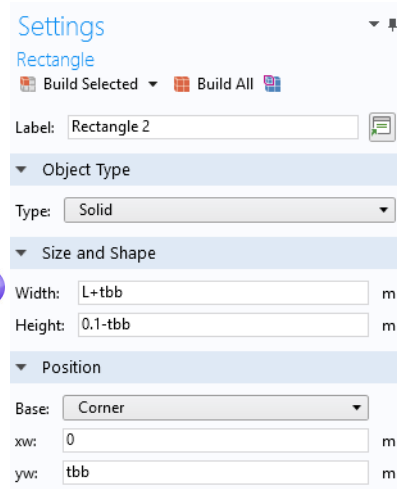 Settings
Rectangle
Build Selected Build All
Label: Rectangle 2
Object Type
Type: Solid
Size and Shape
Width: L+tbb m
Height: 0.1-tbb m
Position
Base: Corner
xw: 0 m
yw: tbb m